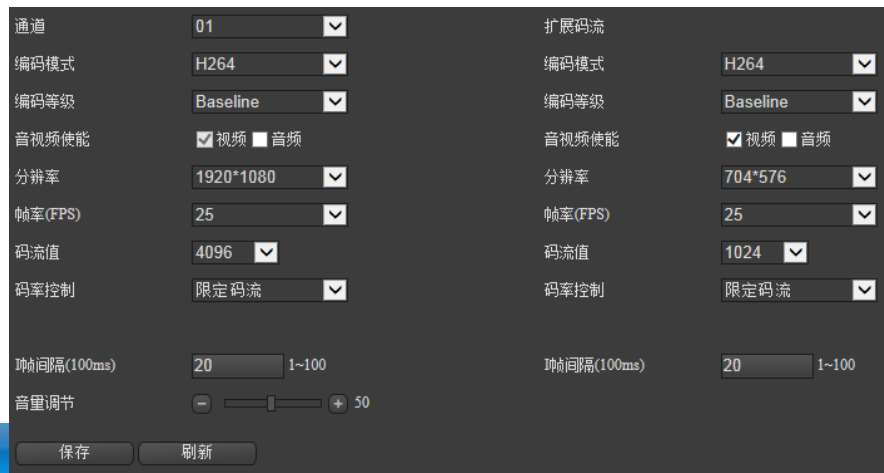 通道 01 扩展码流
编码模式 H264 编码模式 H264
编码等级 Baseline 编码等级 Baseline
音视频使能 视频 音频 音视频使能 视频 音频
分辨率 1920*1080 分辨率 704*576
帧率(FPS) 25 帧率(FPS) 25
码流值 4096 码流值 1024
码率控制 限定码流 码率控制 限定码流
I帧间隔(100ms) 20 1~100 I帧间隔(100ms) 20 1~100
音量调节 - + 50
保存 刷新